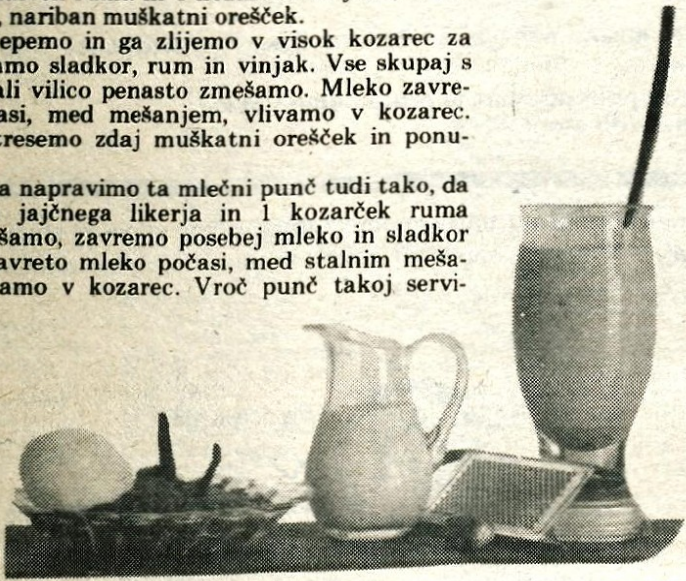 , nariban muškatni orešček.
epemo in ga zlijemo v visok kozarec za
amo sladkor, rum in vinjak. Vse skupaj s
ali vilico penasto zmešamo. Mleko zavre-
asi, med mešanjem, vlivamo v kozarec.
tresemo zdaj muškatni orešček in ponu-
a napravimo ta mlečni punč tudi tako, da
jajčnega likerja in 1 kozarček ruma
šamo, zavremo posebej mleko in sladkor
avreto mleko počasi, med stalnim meša-
amo v kozarec. Vroč punč takoj servi-